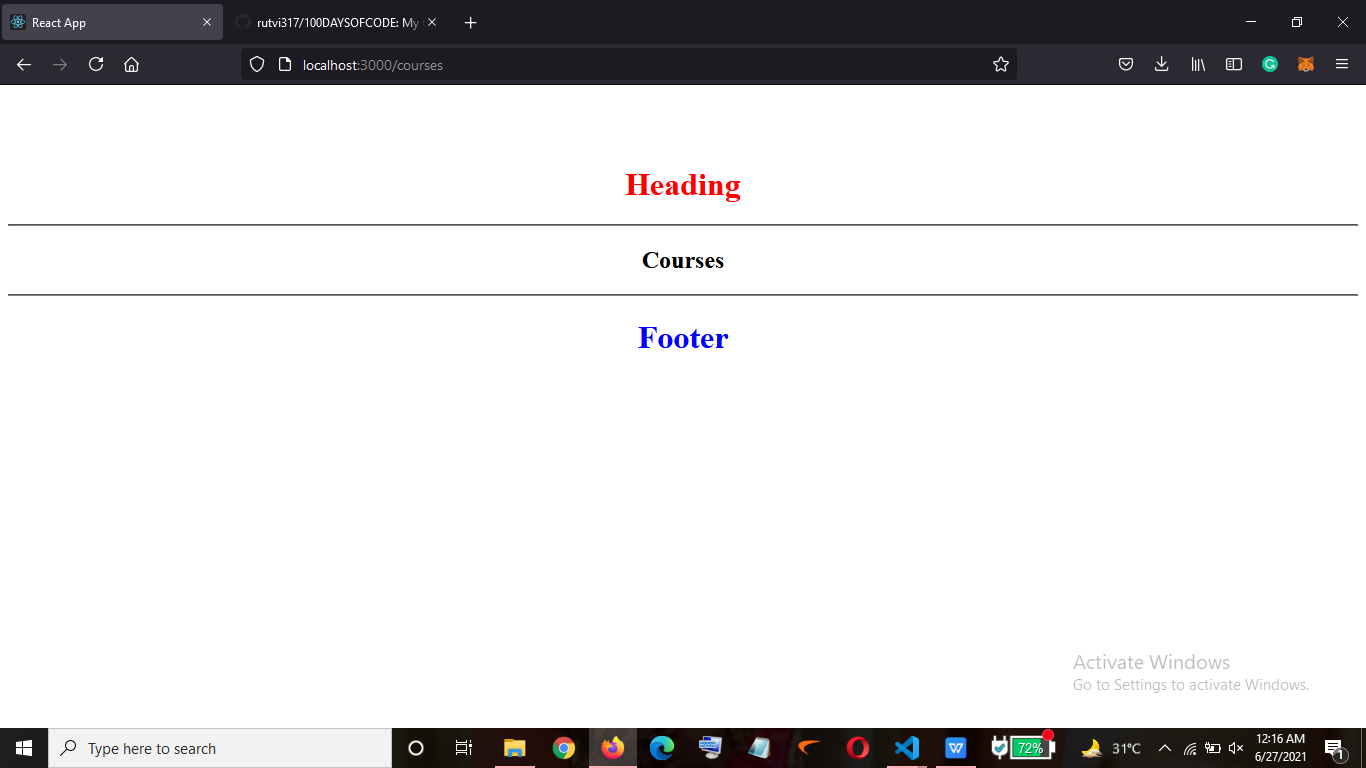 React App
rutvi317/100DAYSOFCODE: My
localhost:3000/courses
Heading
Courses
Footer
Activate Windows
Go to Settings to activate Windows.
Type here to search
72%
31°C
12:16 AM
6/27/2021
1